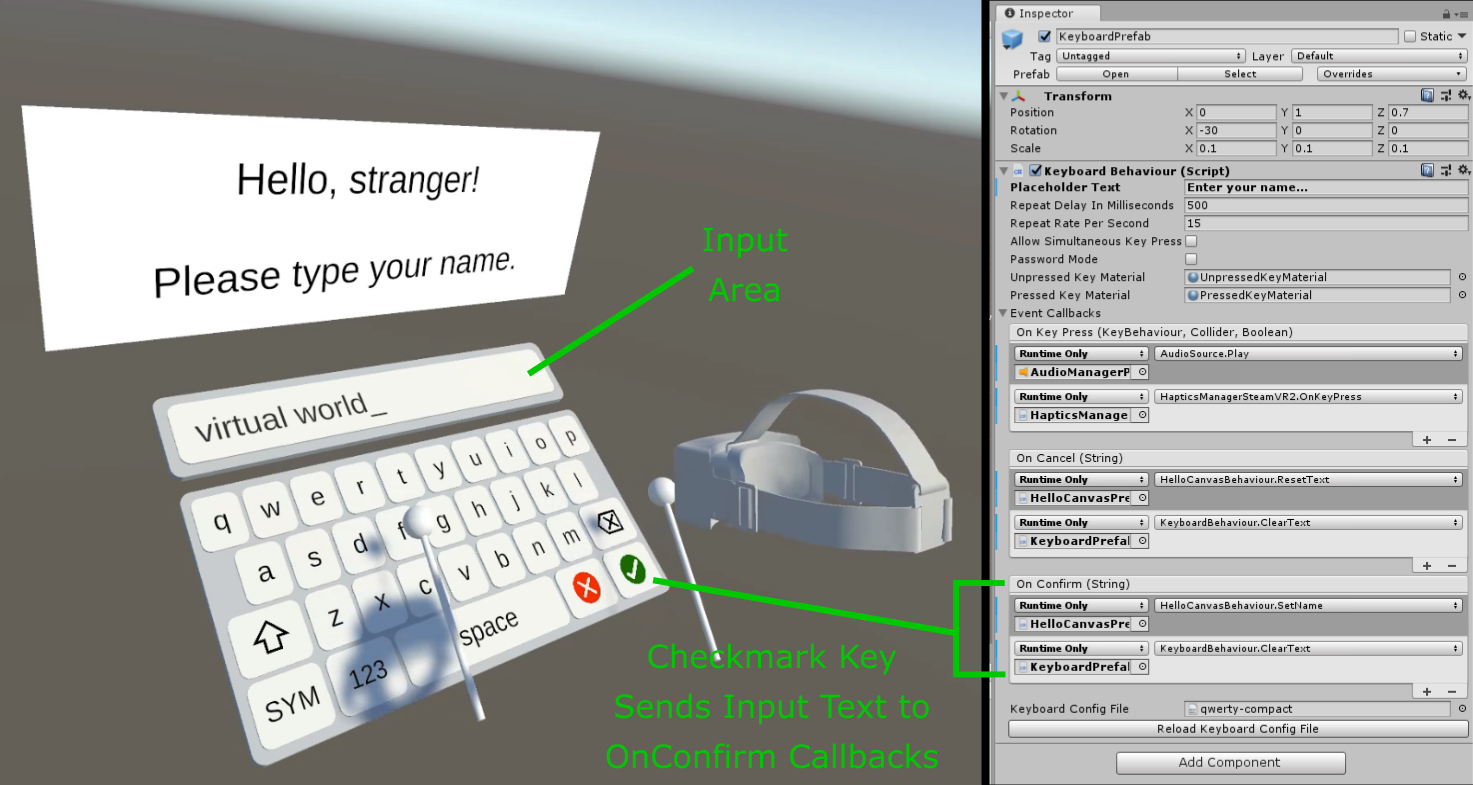 Hello, stranger!
Please type your name.
Input
Area
virtual world_
q w e r t y u i o p
a s d f g h j k l
z x c v b n m
SYM 123 space
Checkmark Key
Sends Input Text to
OnConfirm Callbacks
Inspector
KeyboardPrefab Static
Tag Untagged Layer Default
Prefab Open Select Overrides
Transform
Position X 0 Y 1 Z 0.7
Rotation X -30 Y 0 Z 0
Scale X 0.1 Y 0.1 Z 0.1
Keyboard Behaviour (Script)
Placeholder Text Enter your name...
Repeat Delay In Milliseconds 500
Repeat Rate Per Second 15
Allow Simultaneous Key Press
Password Mode
Unpressed Key Material UnpressedKeyMaterial
Pressed Key Material PressedKeyMaterial
Event Callbacks
On Key Press (KeyBehaviour, Collider, Boolean)
Runtime Only AudioSource.Play
AudioManagerP
Runtime Only HapticsManagerSteamVR2.OnKeyPress
HapticsManage
+ −
On Cancel (String)
Runtime Only HelloCanvasBehaviour.ResetText
HelloCanvasPre
Runtime Only KeyboardBehaviour.ClearText
KeyboardPrefal
+ −
On Confirm (String)
Runtime Only HelloCanvasBehaviour.SetName
HelloCanvasPre
Runtime Only KeyboardBehaviour.ClearText
KeyboardPrefal
+ −
Keyboard Config File qwerty-compact
Reload Keyboard Config File
Add Component